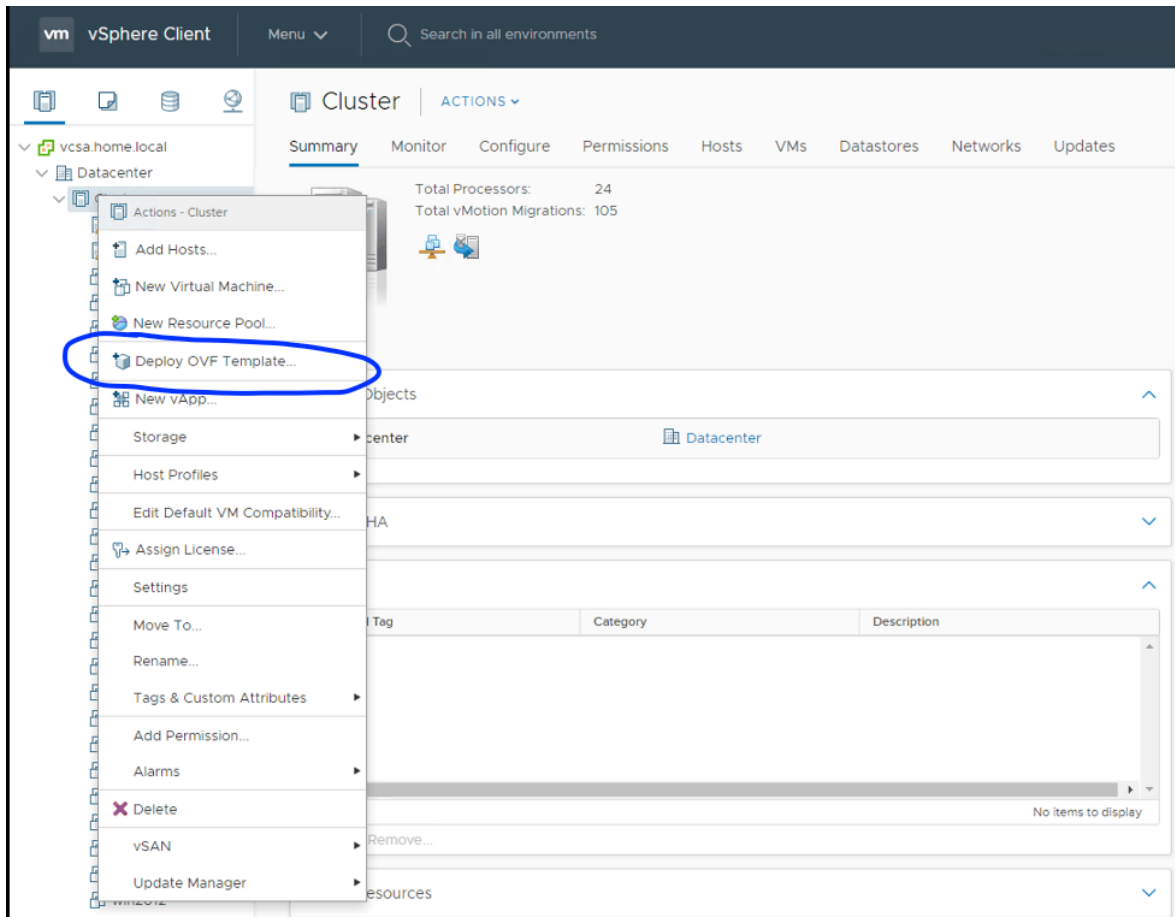 vm vSphere Client Menu Search in all environments
Cluster ACTIONS
vcsa.home.local
Datacenter
Summary Monitor Configure Permissions Hosts VMs Datastores Networks Updates
Total Processors: 24
Total vMotion Migrations: 105
Actions - Cluster
Add Hosts...
New Virtual Machine...
New Resource Pool...
Deploy OVF Template...
New vApp...
Storage
Host Profiles
Edit Default VM Compatibility...
Assign License...
Settings
Move To...
Rename...
Tags & Custom Attributes
Add Permission...
Alarms
Delete
vSAN
Update Manager
Objects
center Datacenter
HA
Tag Category Description
No items to display
Remove...
esources
win2012